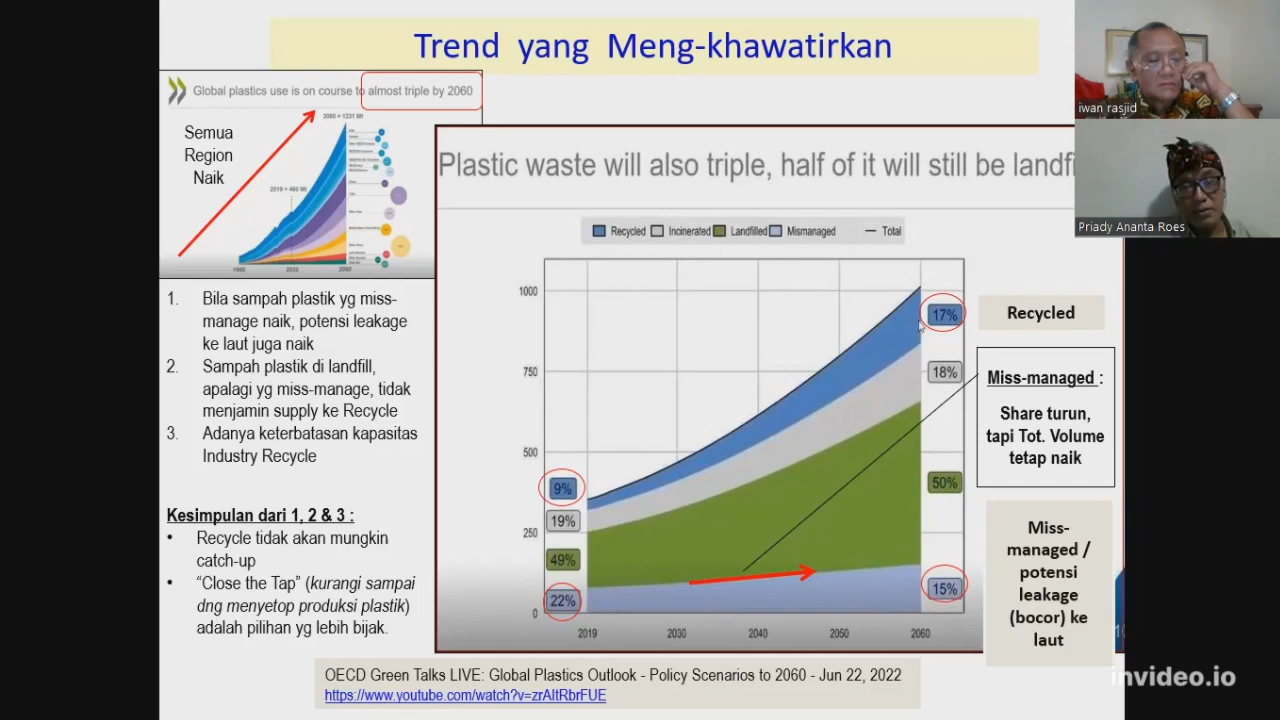 Trend yang Meng-khawatirkan
iwan rasjid
Priady Ananta Roes
Global plastics use is on course to almost triple by 2060
Semua
Region
Naik
2060 = 1231 Mt
2019 = 460 Mt
1980
2020
2060
Plastic waste will also triple, half of it will still be landfi
Recycled Incinerated Landfilled Mismanaged Total
1000
750
500
250
0
2019 2030 2040 2050 2060
9%
19%
49%
22%
17%
18%
50%
15%
Recycled
Miss-managed :
Share turun,
tapi Tot. Volume
tetap naik
Miss-
managed /
potensi
leakage
(bocor) ke
laut
1. Bila sampah plastik yg miss-
manage naik, potensi leakage
ke laut juga naik
2. Sampah plastik di landfill,
apalagi yg miss-manage, tidak
menjamin supply ke Recycle
3. Adanya keterbatasan kapasitas
Industry Recycle
Kesimpulan dari 1, 2 & 3 :
• Recycle tidak akan mungkin
catch-up
• “Close the Tap” (kurangi sampai
dng menyetop produksi plastik)
adalah pilihan yg lebih bijak.
OECD Green Talks LIVE: Global Plastics Outlook - Policy Scenarios to 2060 - Jun 22, 2022
https://www.youtube.com/watch?v=zrAltRbrFUE
invideo.io